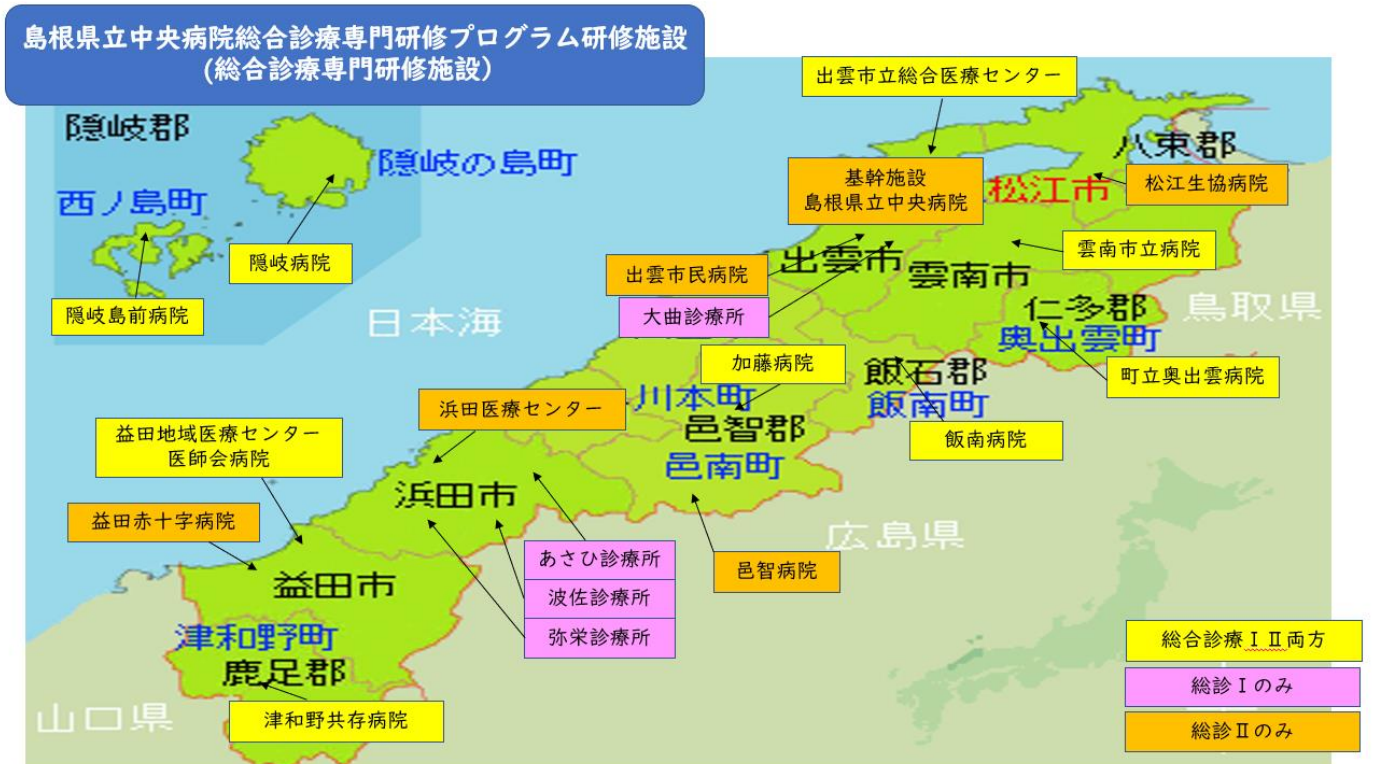 島根県立中央病院総合診療専門研修プログラム研修施設
(総合診療専門研修施設)
出雲市立総合医療センター
隠岐郡
八束郡
隠岐の島町
基幹施設
島根県立中央病院
松江市
松江生協病院
西ノ島町
隠岐病院
出雲市
雲南市立病院
出雲市民病院
雲南市
隠岐島前病院
大曲診療所
仁多郡
鳥取県
日本海
奥出雲町
加藤病院
飯石郡
町立奥出雲病院
川本町
飯南町
浜田医療センター
邑智郡
飯南病院
益田地域医療センター
医師会病院
邑南町
浜田市
益田赤十字病院
広島県
あさひ診療所
邑智病院
益田市
波佐診療所
津和野町
弥栄診療所
総合診療ⅠⅡ両方
鹿足郡
総診Ⅰのみ
山口県
津和野共存病院
総診Ⅱのみ